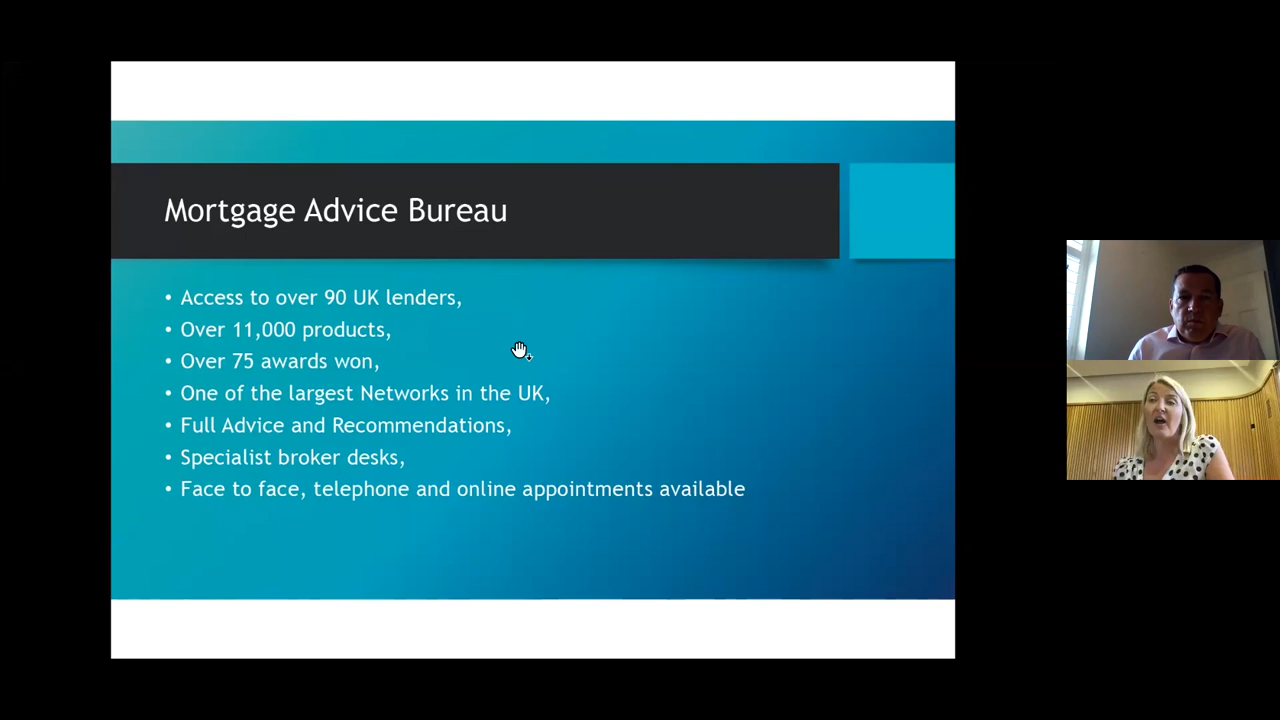 Mortgage Advice Bureau
• Access to over 90 UK lenders,
• Over 11,000 products,
• Over 75 awards won,
• One of the largest Networks in the UK,
• Full Advice and Recommendations,
• Specialist broker desks,
• Face to face, telephone and online appointments available